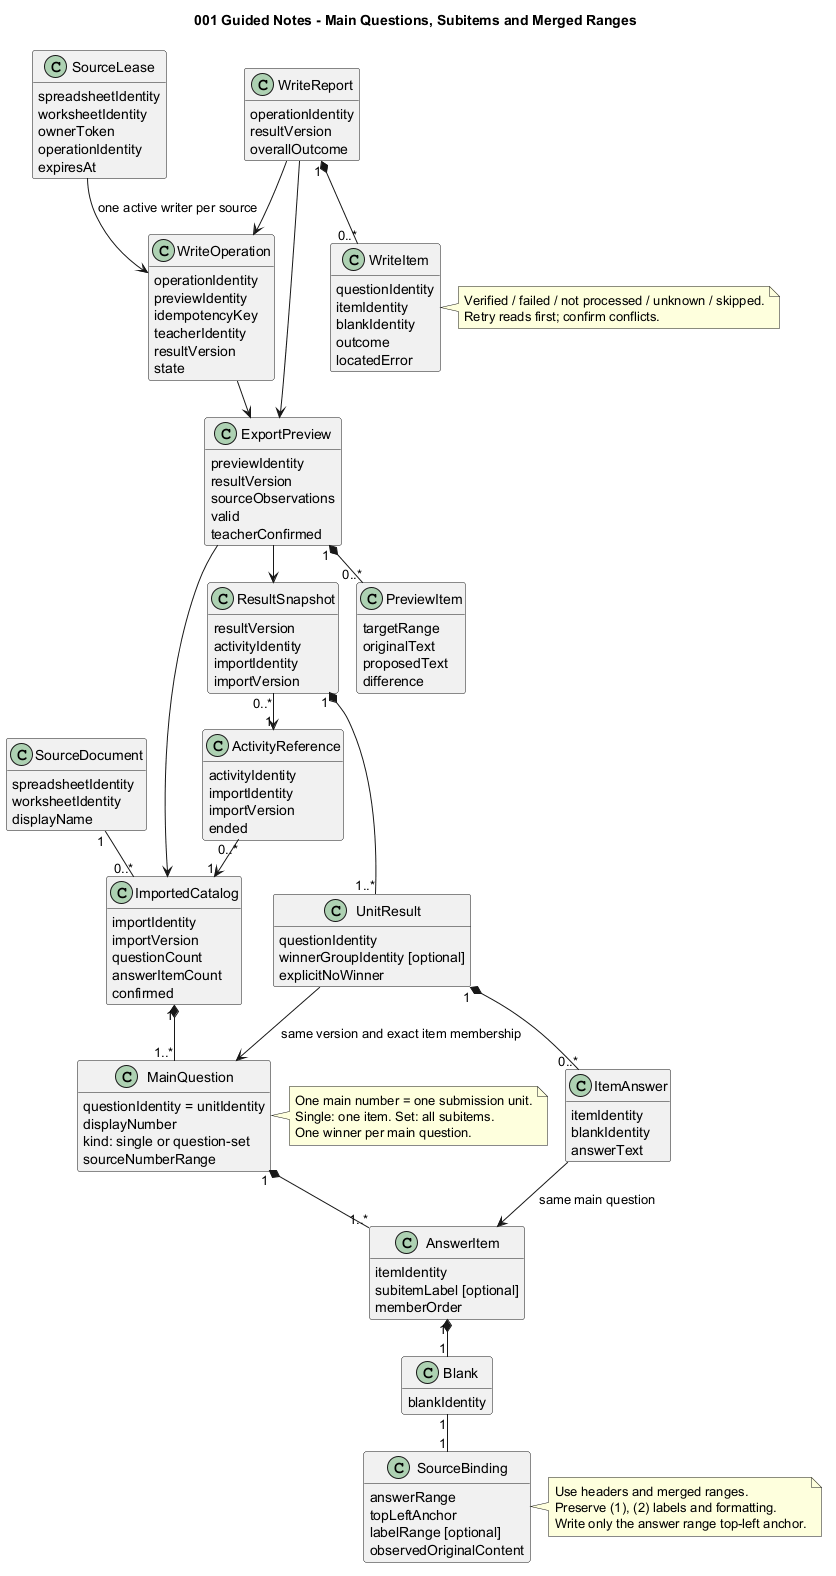 001 Guided Notes - Main Questions, Subitems and Merged Ranges
C SourceLease
spreadsheetIdentity
worksheetIdentity
ownerToken
operationIdentity
expiresAt
C WriteReport
operationIdentity
resultVersion
overallOutcome
1
one active writer per source
0..*
C WriteOperation
operationIdentity
previewIdentity
idempotencyKey
teacherIdentity
resultVersion
state
C WriteItem
questionIdentity
itemIdentity
blankIdentity
outcome
locatedError
Verified / failed / not processed / unknown / skipped.
Retry reads first; confirm conflicts.
C ExportPreview
previewIdentity
resultVersion
sourceObservations
valid
teacherConfirmed
1
0..*
C ResultSnapshot
resultVersion
activityIdentity
importIdentity
importVersion
C PreviewItem
targetRange
originalText
proposedText
difference
0..*
1
1
C SourceDocument
spreadsheetIdentity
worksheetIdentity
displayName
C ActivityReference
activityIdentity
importIdentity
importVersion
ended
1
0..*
0..*
1
1..*
C ImportedCatalog
importIdentity
importVersion
questionCount
answerItemCount
confirmed
C UnitResult
questionIdentity
winnerGroupIdentity [optional]
explicitNoWinner
1
1
same version and exact item membership
1..*
0..*
C MainQuestion
questionIdentity = unitIdentity
displayNumber
kind: single or question-set
sourceNumberRange
One main number = one submission unit.
Single: one item. Set: all subitems.
One winner per main question.
C ItemAnswer
itemIdentity
blankIdentity
answerText
1
same main question
1..*
C AnswerItem
itemIdentity
subitemLabel [optional]
memberOrder
1
1
C Blank
blankIdentity
1
1
C SourceBinding
answerRange
topLeftAnchor
labelRange [optional]
observedOriginalContent
Use headers and merged ranges.
Preserve (1), (2) labels and formatting.
Write only the answer range top-left anchor.